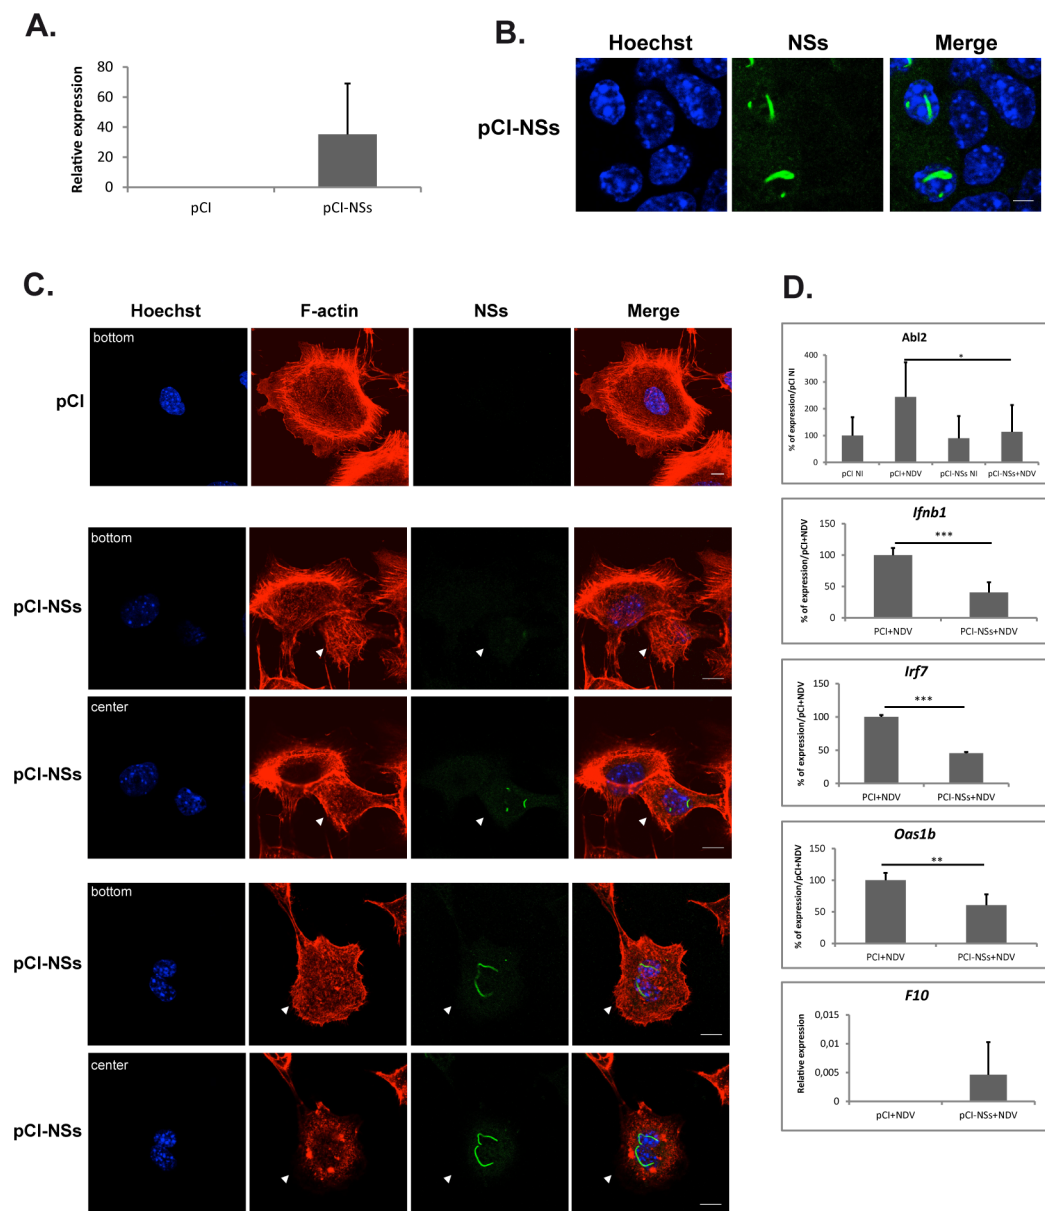 A.
Relative expression
80
60
40
20
0
pCI
pCI-NSs
B.
Hoechst
NSs
Merge
pCI-NSs
C.
Hoechst
F-actin
NSs
Merge
bottom
pCI
bottom
pCI-NSs
center
pCI-NSs
bottom
pCI-NSs
center
pCI-NSs
D.
Abl2
% of expression/pCI NI
400
300
200
100
0
*
pCI NI
pCI+NDV
pCI-NSs NI
pCI-NSs+NDV
Ifnb1
% of expression/pCI+NDV
150
100
50
0
***
PCI+NDV
PCI-NSs+NDV
Irf7
% of expression/pCI+NDV
150
100
50
0
***
PCI+NDV
PCI-NSs+NDV
Oas1b
% of expression/pCI+NDV
150
100
50
0
**
PCI+NDV
PCI-NSs+NDV
F10
Relative expression
0,015
0,01
0,005
0
pCI+NDV
pCI-NSs+NDV